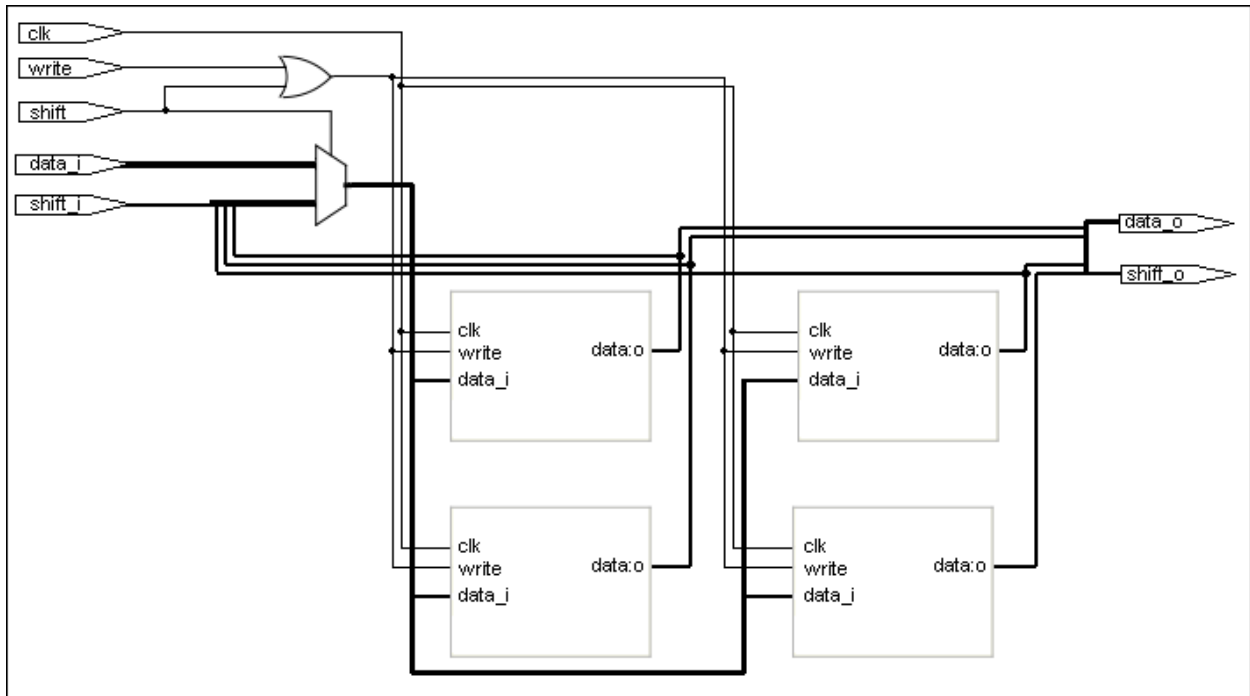 clk
write
shift
data_i
shift_i
data_o
shift_o
clk
write
data_i
data:o
clk
write
data_i
data:o
clk
write
data_i
data:o
clk
write
data_i
data:o